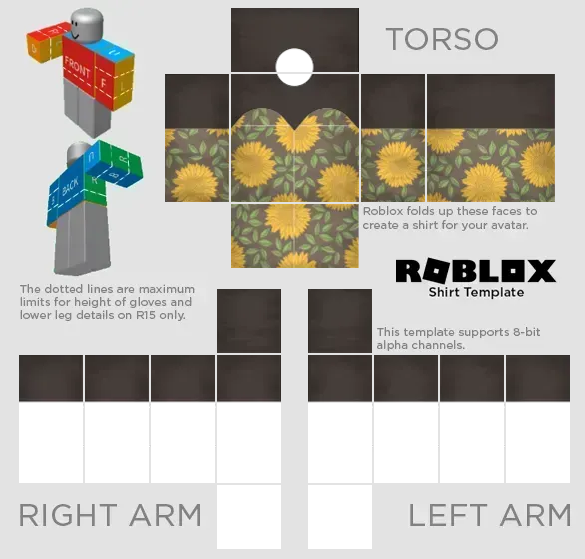 TORSO
FRONT
F
L
U
BACK
R
B
Roblox folds up these faces to
create a shirt for your avatar.
ROBLOX
Shirt Template
The dotted lines are maximum
limits for height of gloves and
lower leg details on R15 only.
This template supports 8-bit
alpha channels.
RIGHT ARM
LEFT ARM